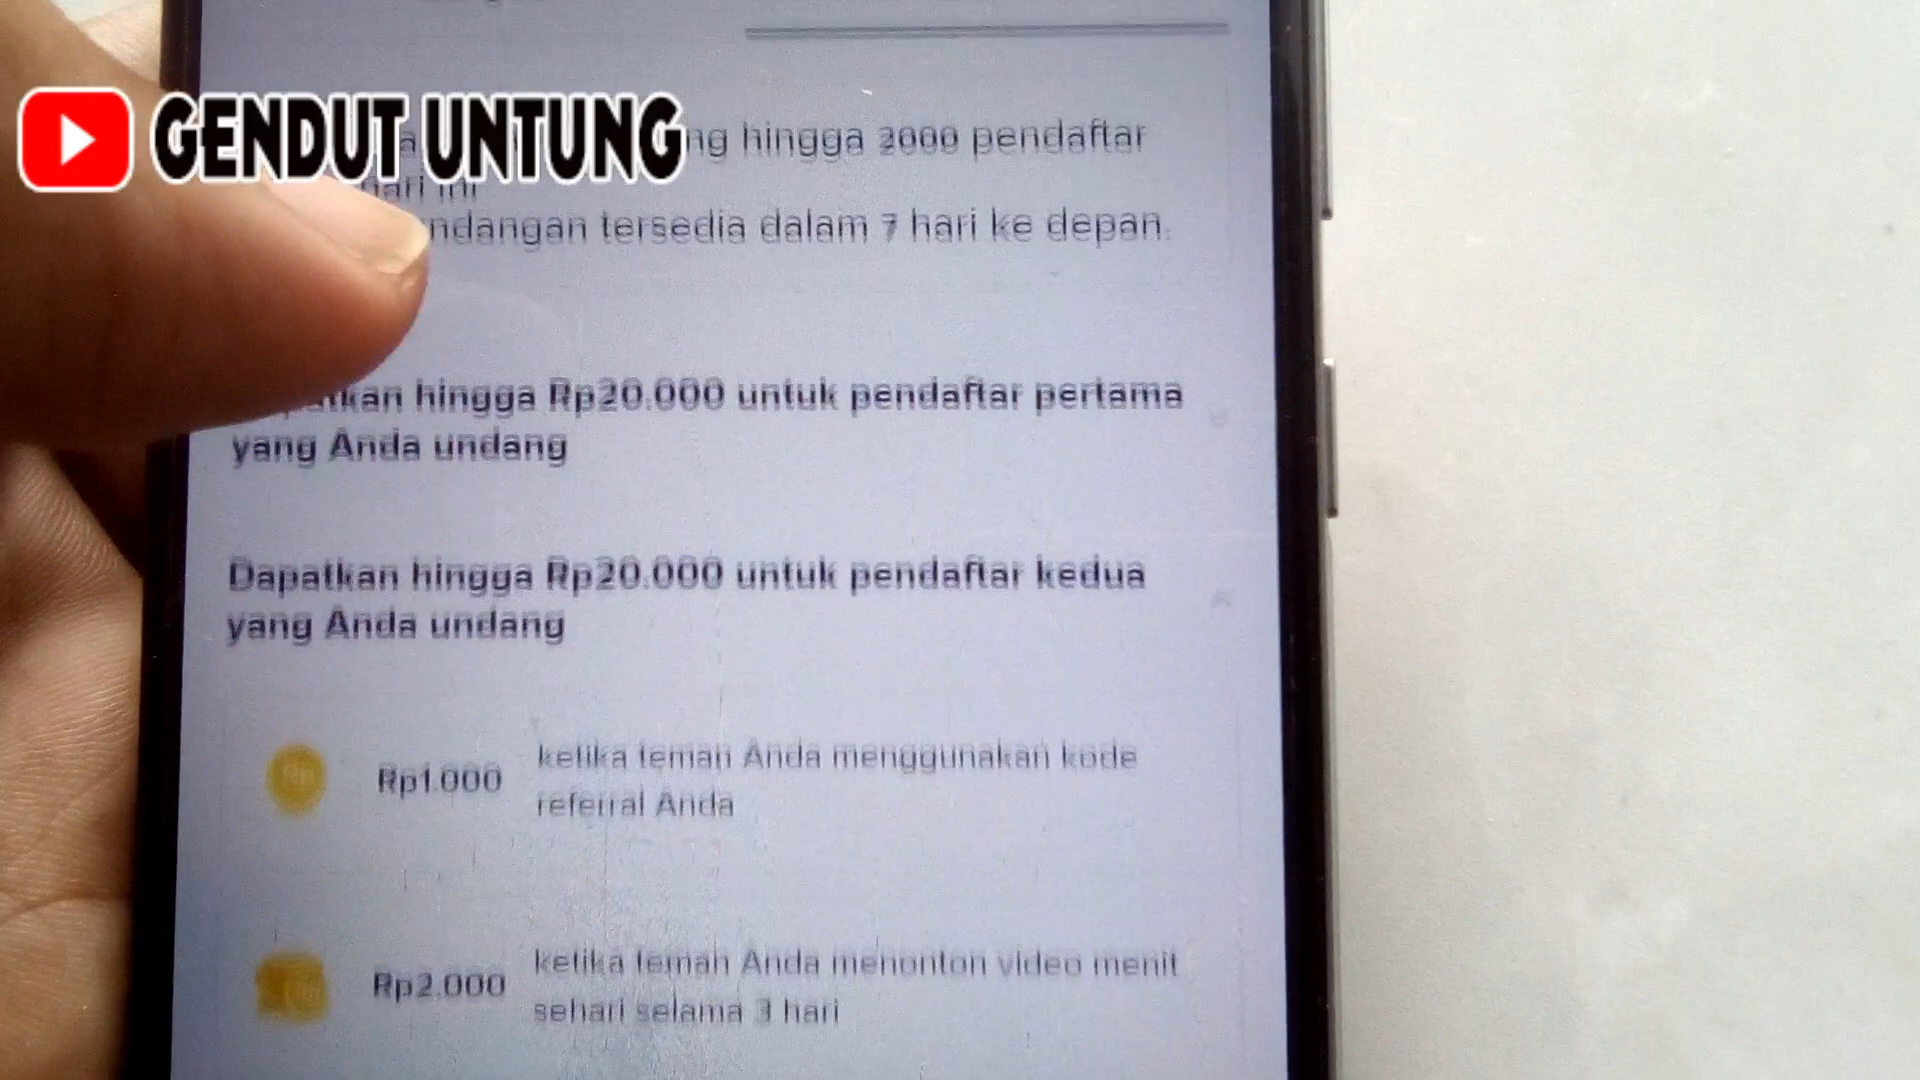 GENDUT UNTUNG
hingga 2000 pendaftar
hari ini
tersedia dalam 7 hari ke depan.
hingga Rp20.000 untuk pendaftar pertama
yang Anda undang
Dapatkan hingga Rp20.000 untuk pendaftar kedua
yang Anda undang
Rp1.000
ketika teman Anda menggunakan kode
referral Anda
Rp2.000
ketika teman Anda menonton video menit
sehari selama 3 hari